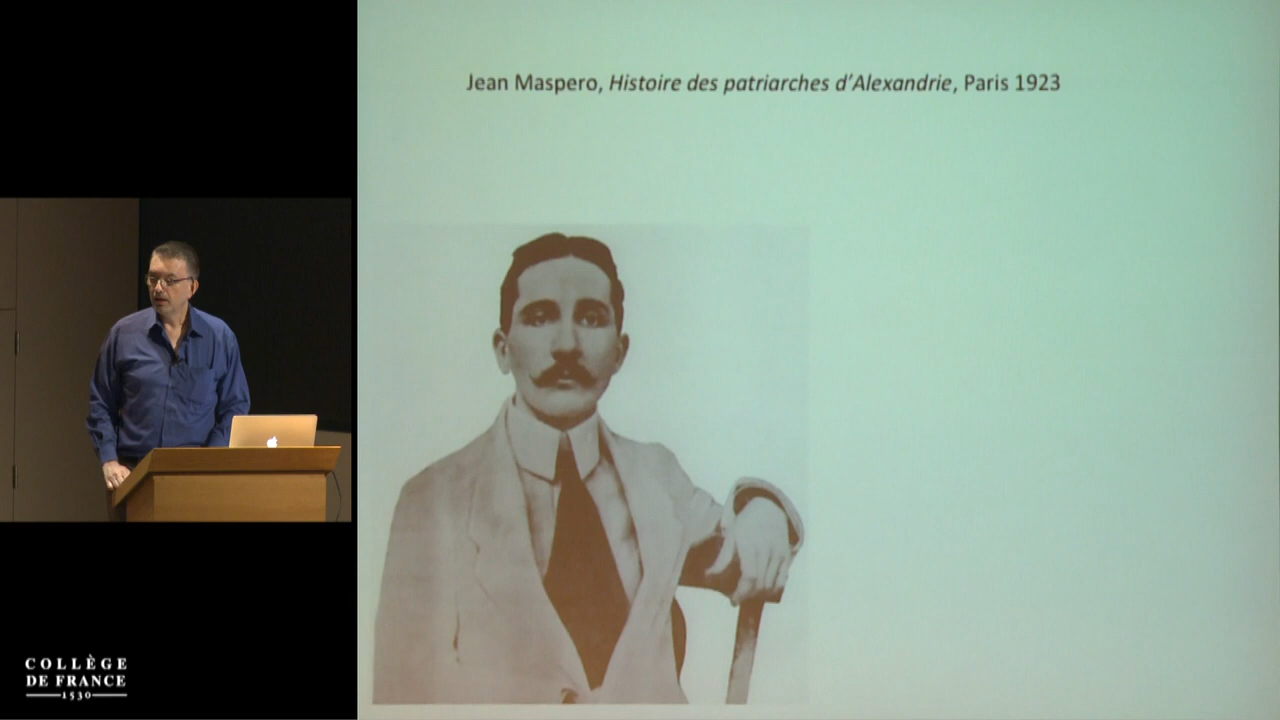 Jean Maspero, Histoire des patriarches d’Alexandrie, Paris 1923
COLLÈGE
DE FRANCE
1530